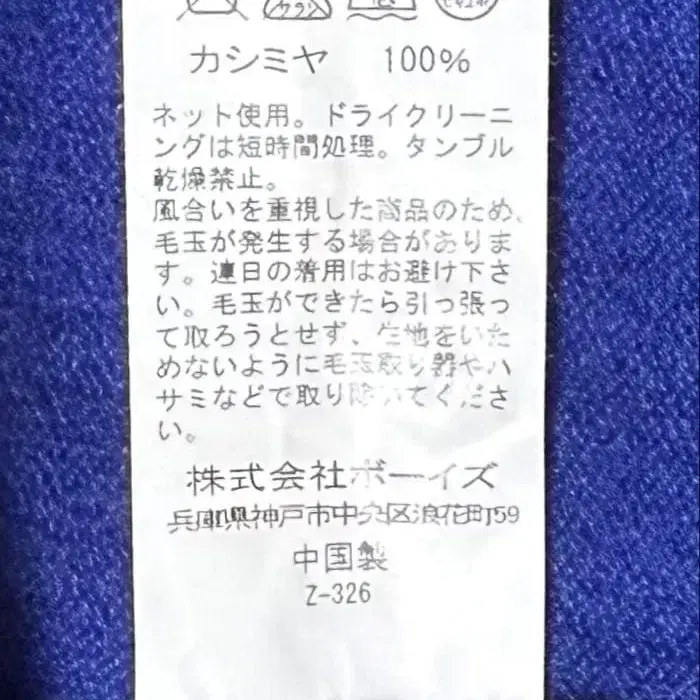 カシミヤ 100%
ネット使用。ドライクリーニ
ングは短時間処理。タンブル
乾燥禁止。
風合いを重視した商品のため、
毛玉が発生する場合がありま
す。連日の着用はお避け下さ
い。毛玉ができたら引っ張っ
て取ろうとせず、生地をいた
めないように毛玉取り器やハ
サミなどで取り除いてくださ
い。
株式会社ボーイズ
兵庫県神戸市中央区浪花町59
中国製
Z-326